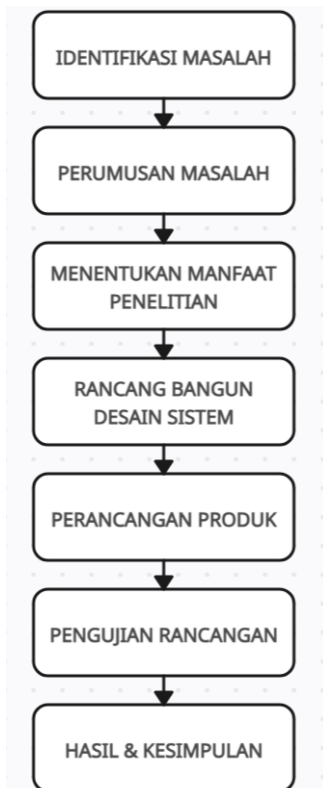 IDENTIFIKASI MASALAH
PERUMUSAN MASALAH
MENENTUKAN MANFAAT
PENELITIAN
RANCANG BANGUN
DESAIN SISTEM
PERANCANGAN PRODUK
PENGUJIAN RANCANGAN
HASIL & KESIMPULAN